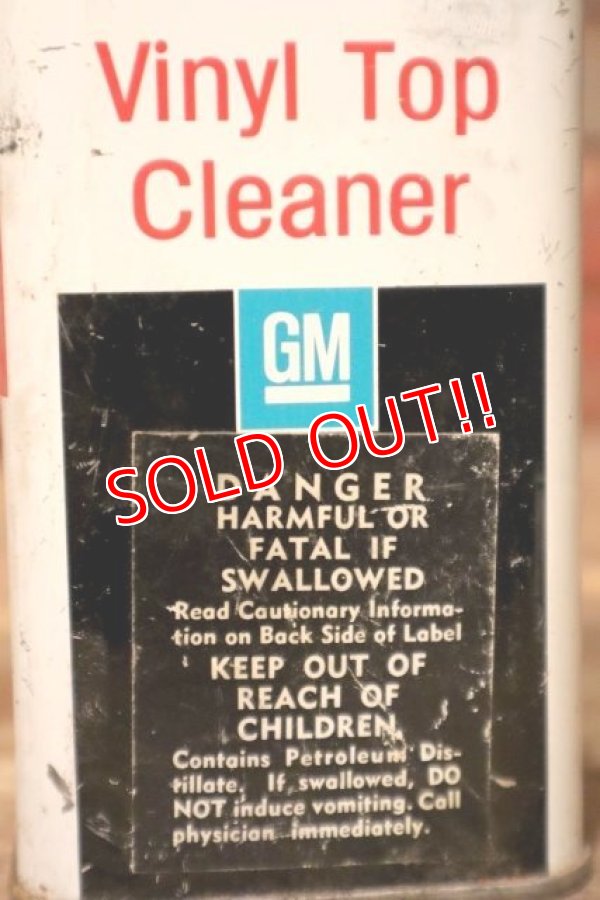 Vinyl Top
Cleaner
GM
SOLD OUT!!
DANGER
HARMFUL OR
FATAL IF
SWALLOWED
Read Cautionary Informa-
tion on Back Side of Label
KEEP OUT OF
REACH OF
CHILDREN.
Contains Petroleum Dis-
tillate. If swallowed, DO
NOT induce vomiting. Call
physician immediately.